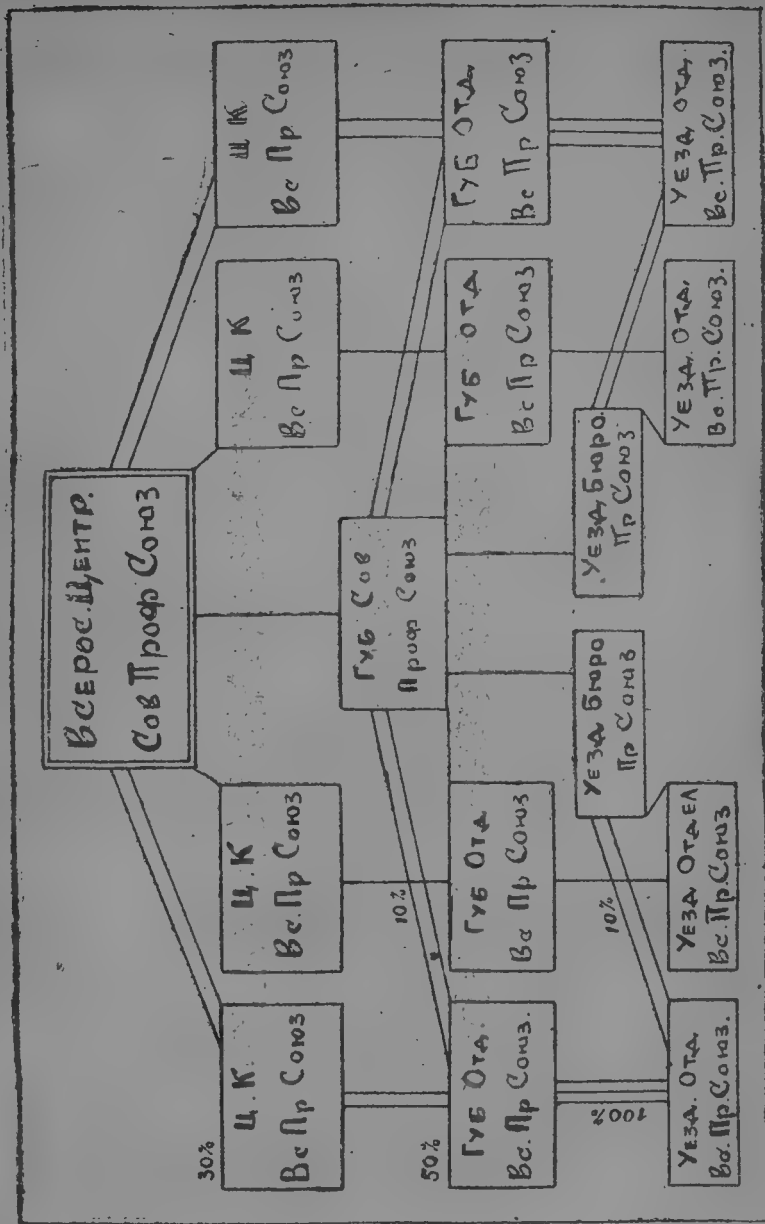 ВСЕРОС.ЦЕНТР.
Сов Проф Союз
30%
Ц.К.
Вс Пр Союз
Ц.К
Вс.Пр Союз
Ц К
Вс Пр Союз
Ц К
Вс Пр Союз
ГУБ Сов
Проф Союз
10%
50%
ГУБ Отд.
Вс.Пр Союз.
ГУБ Отд
Вс Пр Союз
ГУБ Отд
Вс Пр Союз
ГУБ Отд,
Вс Пр Союз
УЕЗД Бюро
Пр Союз
УЕЗД, Бюро.
Пр Союз
100%
10%
УЕЗД. Отд,
Вс.Пр.Союз.
УЕЗД ОтдЕЛ
Вс.Пр.Союз
УЕЗД. Отд,
Вс.Пр.Союз.
УЕЗД, Отд.
Вс.Пр.Союз.